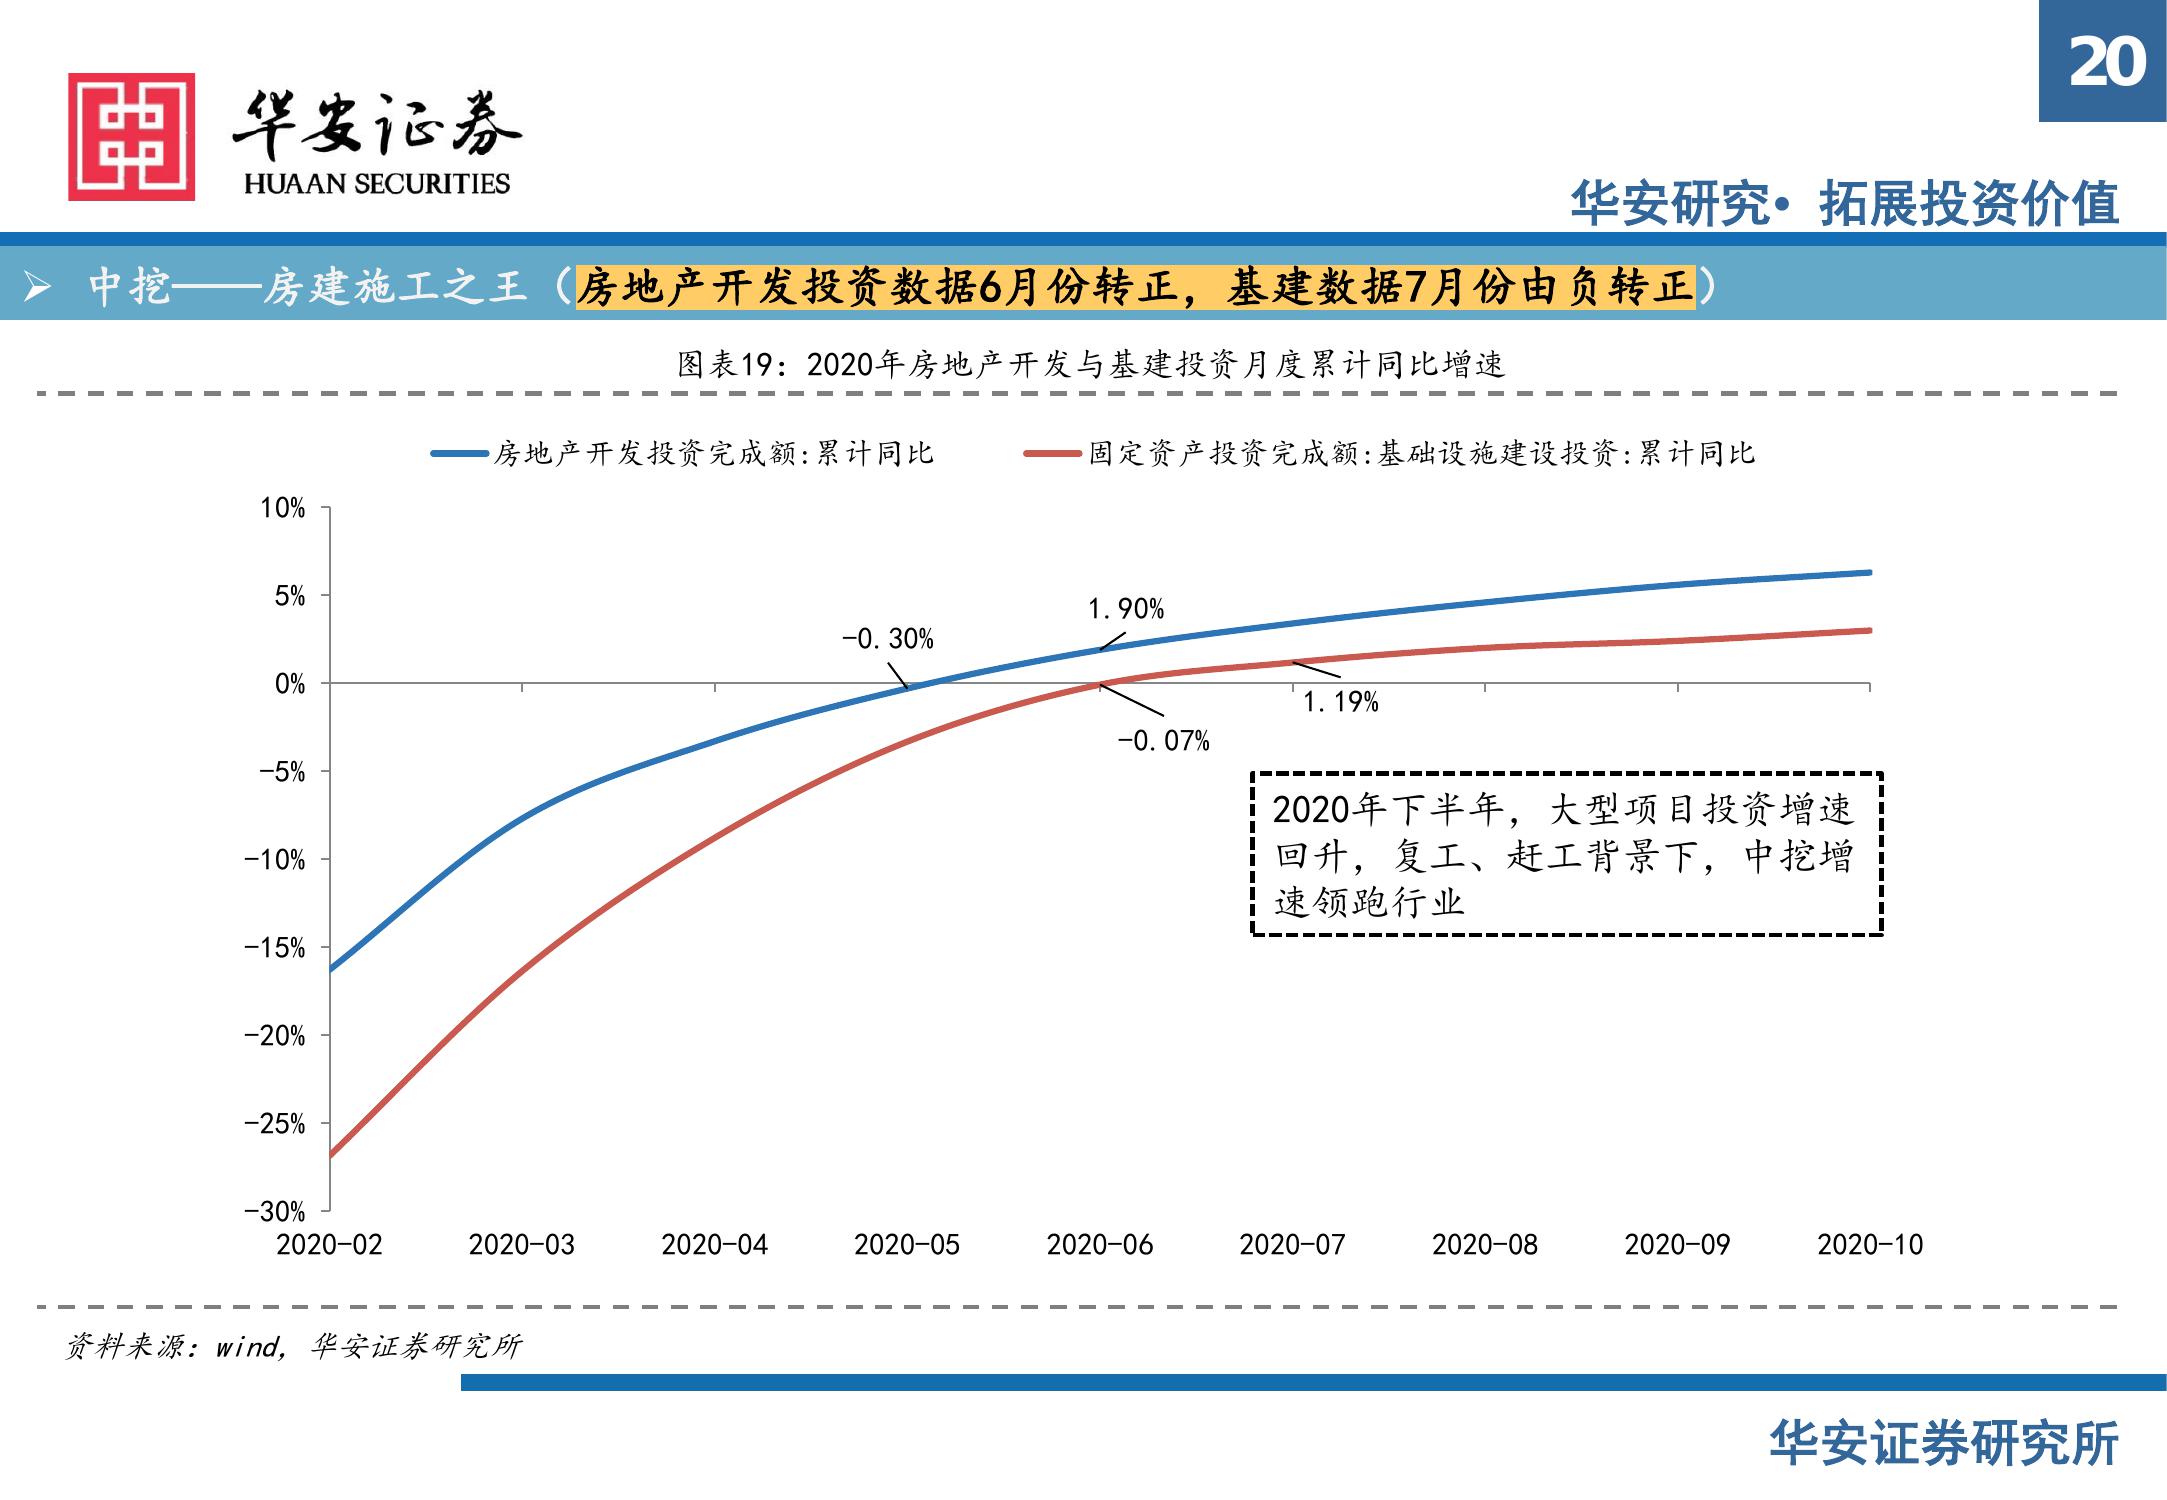 20
华安证券
HUAAN SECURITIES
华安研究• 拓展投资价值
➢ 中挖——房建施工之王（房地产开发投资数据6月份转正，基建数据7月份由负转正）
图表19：2020年房地产开发与基建投资月度累计同比增速
房地产开发投资完成额:累计同比 固定资产投资完成额:基础设施建设投资:累计同比
10%
5%
0%
-5%
-10%
-15%
-20%
-25%
-30%
-0.30%
1.90%
-0.07%
1.19%
2020年下半年，大型项目投资增速
回升，复工、赶工背景下，中挖增
速领跑行业
2020-02 2020-03 2020-04 2020-05 2020-06 2020-07 2020-08 2020-09 2020-10
资料来源：wind，华安证券研究所
华安证券研究所